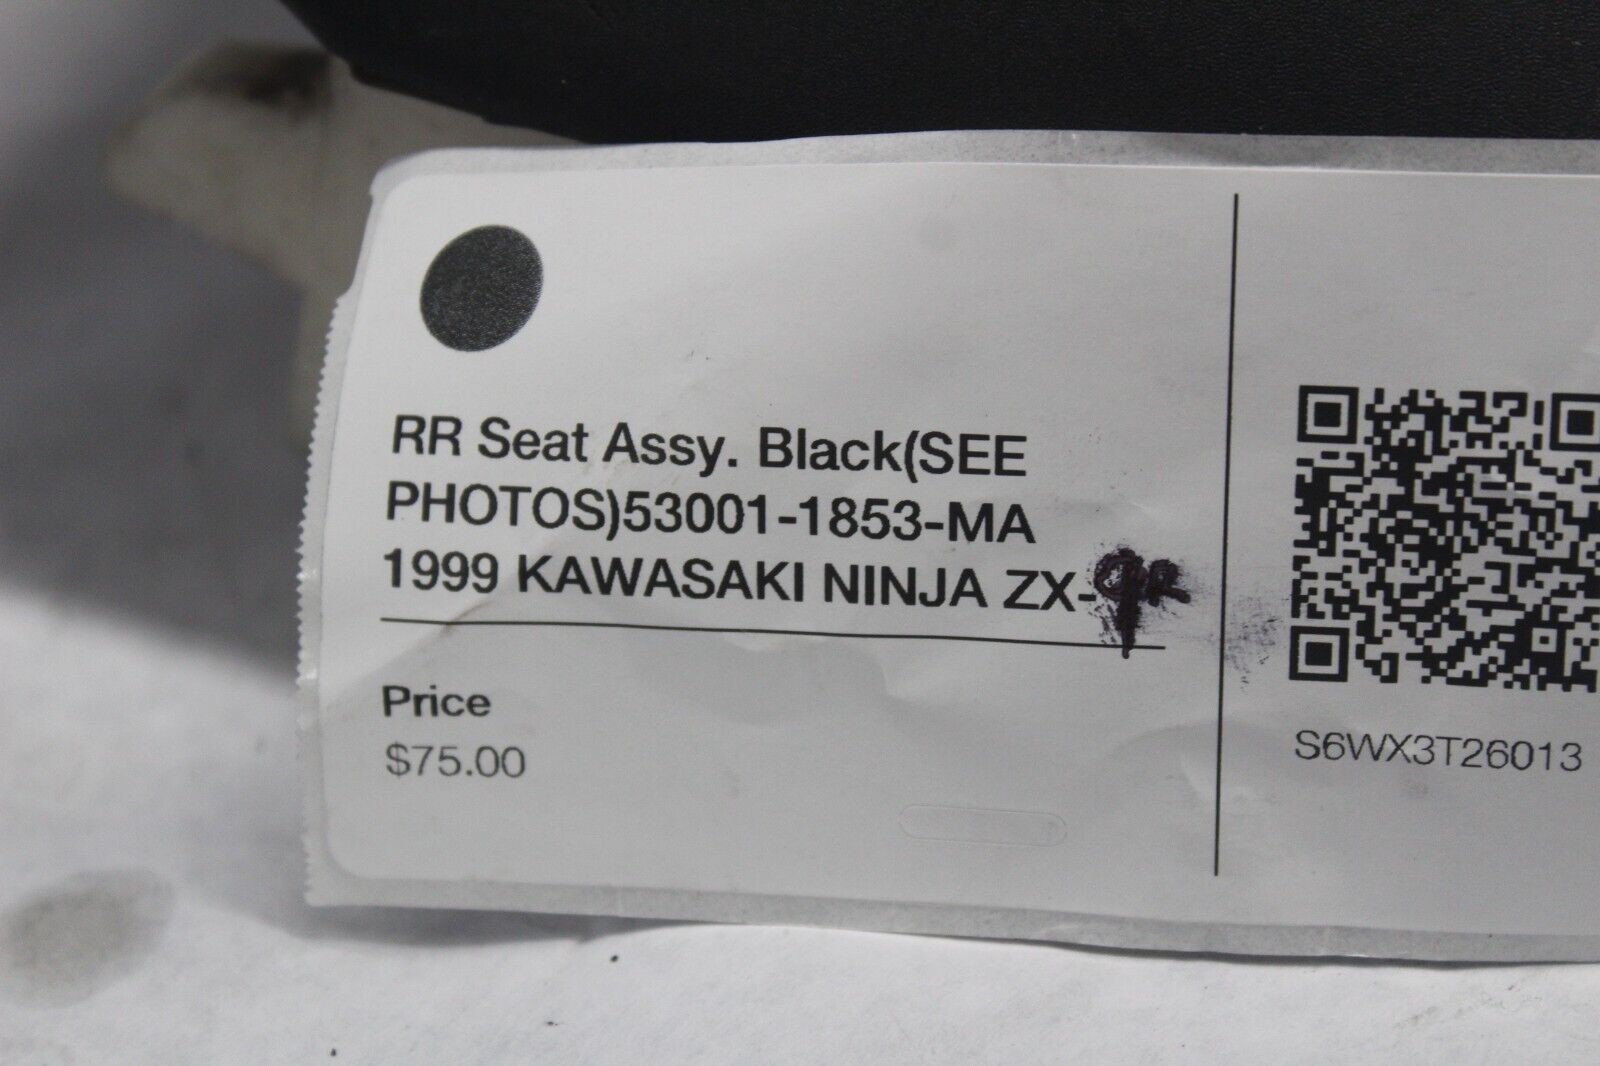 RR Seat Assy. Black(SEE
PHOTOS)53001-1853-MA
1999 KAWASAKI NINJA ZX-9R
Price
$75.00
S6WX3T26013